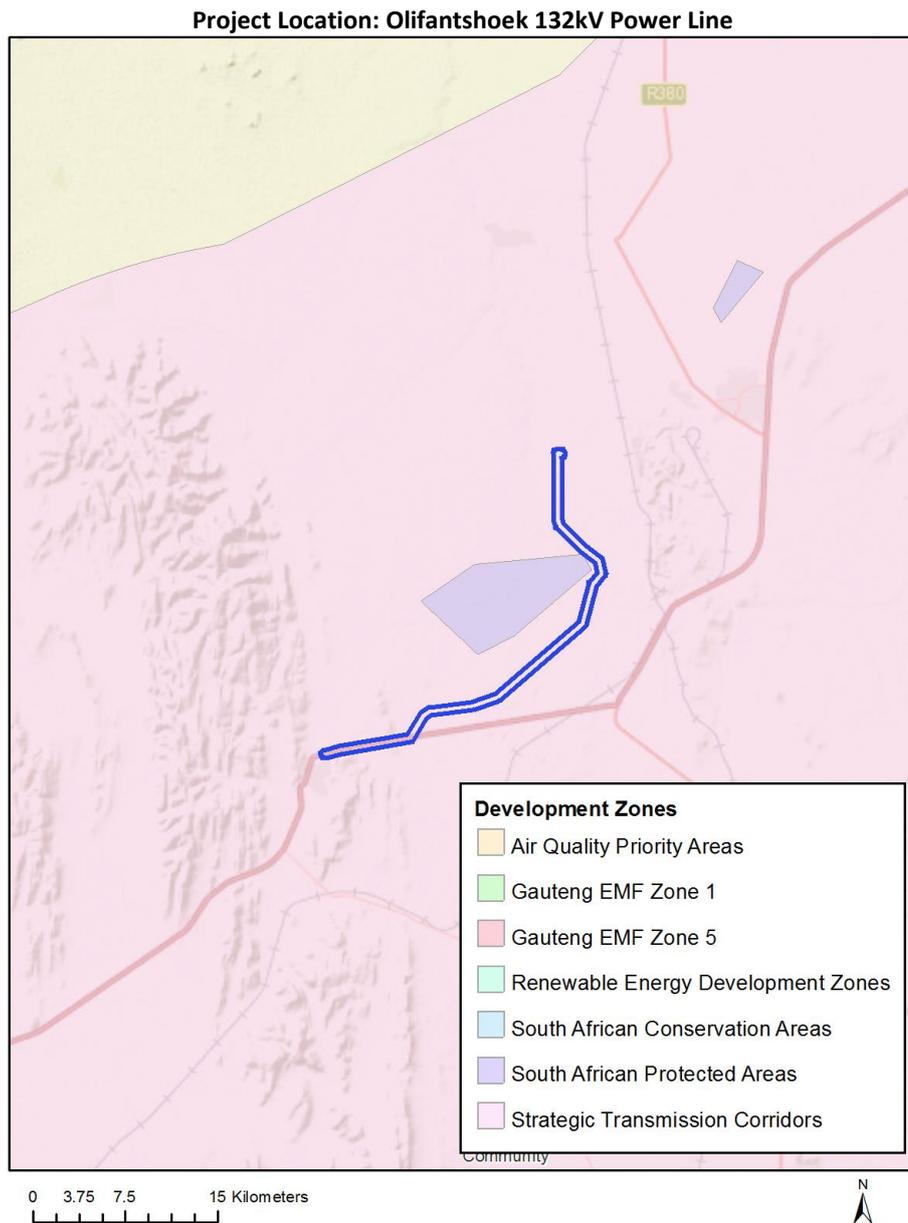 Project Location: Olifantshoek 132kV Power Line
R380
Development Zones
Air Quality Priority Areas
Gauteng EMF Zone 1
Gauteng EMF Zone 5
Renewable Energy Development Zones
South African Conservation Areas
South African Protected Areas
Strategic Transmission Corridors
Community
0 3.75 7.5 15 Kilometers
N